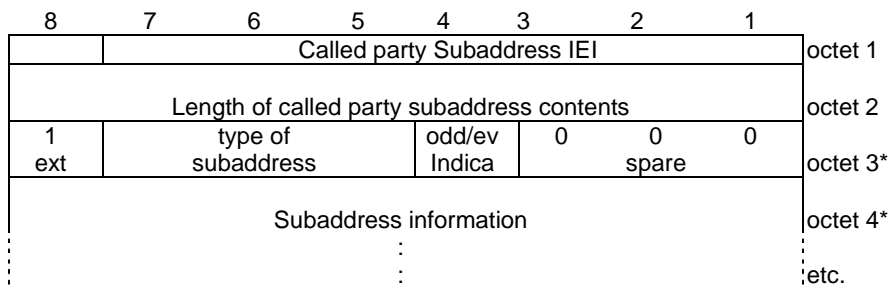 8 7 6 5 4 3 2 1
Called party Subaddress IEI octet 1
Length of called party subaddress contents octet 2
1 type of odd/ev 0 0 0
ext subaddress Indica spare octet 3*
Subaddress information octet 4*
:
: etc.